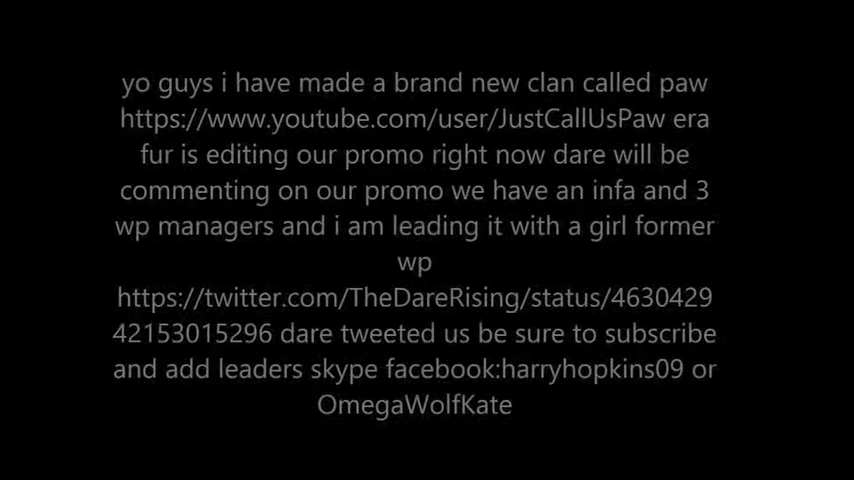 yo guys i have made a brand new clan called paw
https://www.youtube.com/user/JustCallUsPaw era
fur is editing our promo right now dare will be
commenting on our promo we have an infa and 3
wp managers and i am leading it with a girl former
wp
https://twitter.com/TheDareRising/status/4630429
42153015296 dare tweeted us be sure to subscribe
and add leaders skype facebook:harryhopkins09 or
OmegaWolfKate